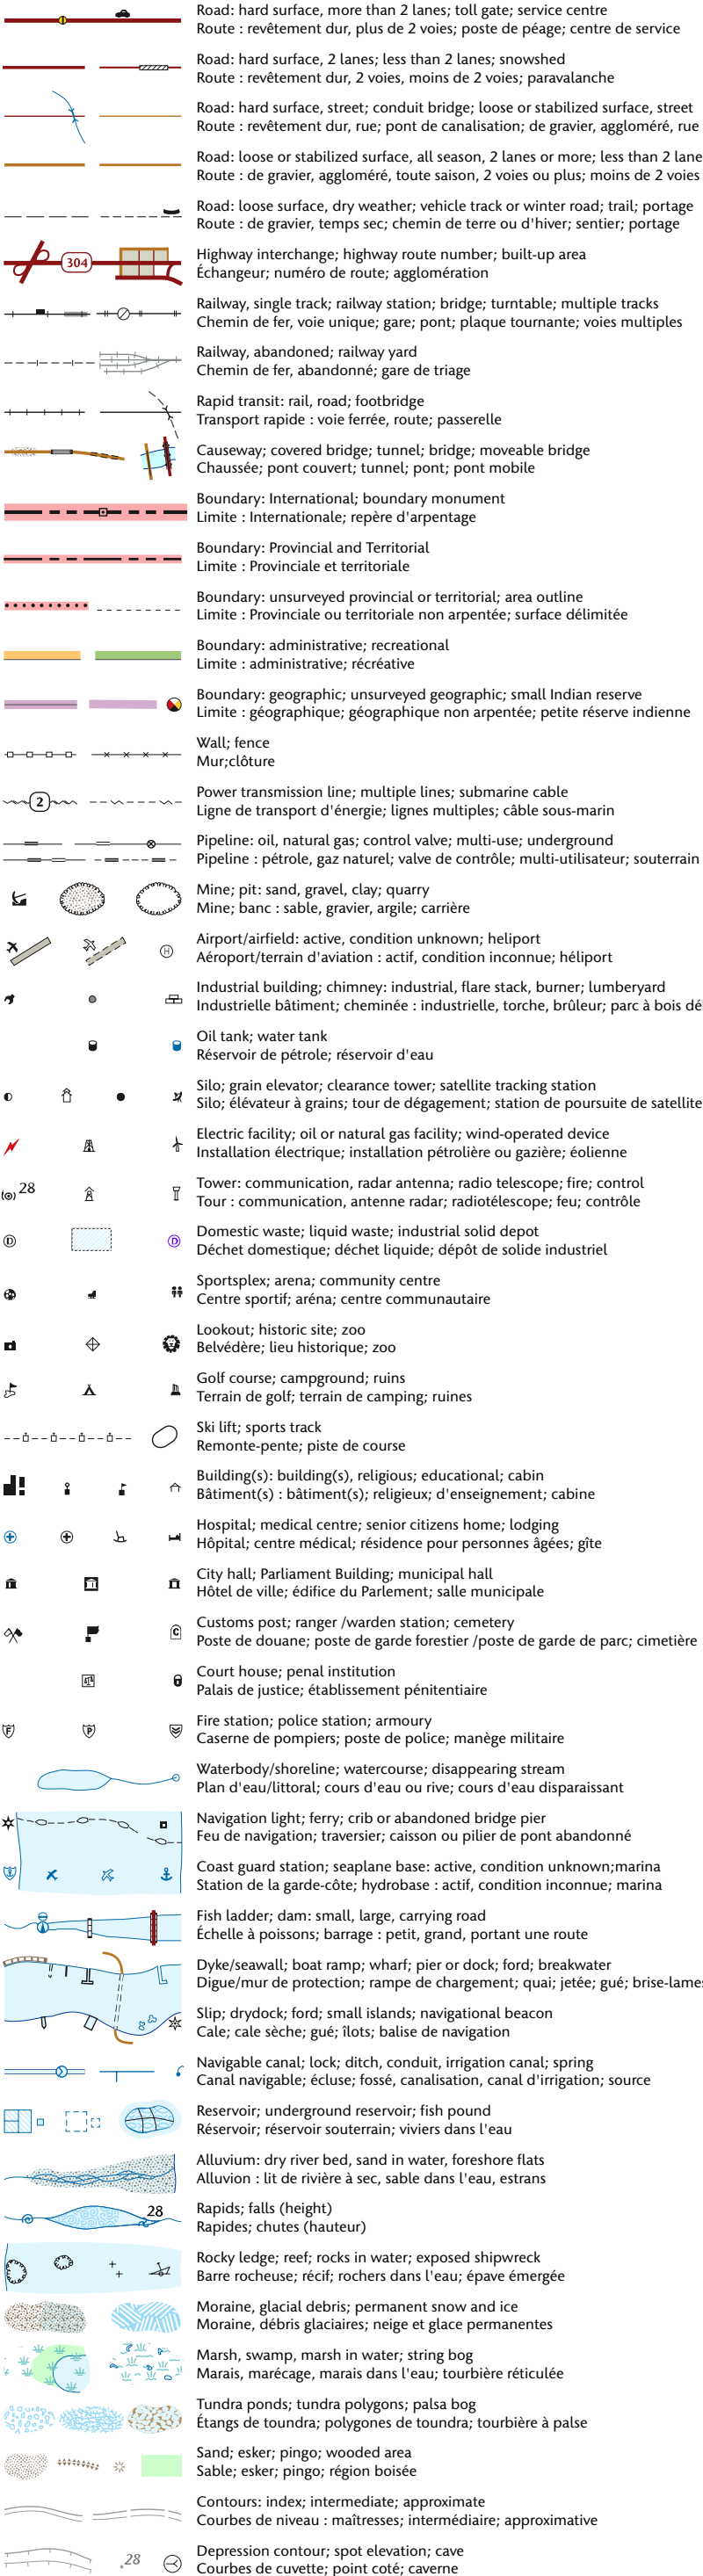 Road: hard surface, more than 2 lanes; toll gate; service centre
Route : revêtement dur, plus de 2 voies; poste de péage; centre de service
Road: hard surface, 2 lanes; less than 2 lanes; snowshed
Route : revêtement dur, 2 voies, moins de 2 voies; paravalanche
Road: hard surface, street; conduit bridge; loose or stabilized surface, street
Route : revêtement dur, rue; pont de canalisation; de gravier, aggloméré, rue
Road: loose or stabilized surface, all season, 2 lanes or more; less than 2 lane
Route : de gravier, aggloméré, toute saison, 2 voies ou plus; moins de 2 voies
Road: loose surface, dry weather; vehicle track or winter road; trail; portage
Route : de gravier, temps sec; chemin de terre ou d'hiver; sentier; portage
304
Highway interchange; highway route number; built-up area
Échangeur; numéro de route; agglomération
Railway, single track; railway station; bridge; turntable; multiple tracks
Chemin de fer, voie unique; gare; pont; plaque tournante; voies multiples
Railway, abandoned; railway yard
Chemin de fer, abandonné; gare de triage
Rapid transit: rail, road; footbridge
Transport rapide : voie ferrée, route; passerelle
Causeway; covered bridge; tunnel; bridge; moveable bridge
Chaussée; pont couvert; tunnel; pont; pont mobile
Boundary: International; boundary monument
Limite : Internationale; repère d'arpentage
Boundary: Provincial and Territorial
Limite : Provinciale et territoriale
Boundary: unsurveyed provincial or territorial; area outline
Limite : Provinciale ou territoriale non arpentée; surface délimitée
Boundary: administrative; recreational
Limite : administrative; récréative
Boundary: geographic; unsurveyed geographic; small Indian reserve
Limite : géographique; géographique non arpentée; petite réserve indienne
Wall; fence
Mur;clôture
2
Power transmission line; multiple lines; submarine cable
Ligne de transport d'énergie; lignes multiples; câble sous-marin
Pipeline: oil, natural gas; control valve; multi-use; underground
Pipeline : pétrole, gaz naturel; valve de contrôle; multi-utilisateur; souterrain
Mine; pit: sand, gravel, clay; quarry
Mine; banc : sable, gravier, argile; carrière
H
Airport/airfield: active, condition unknown; heliport
Aéroport/terrain d'aviation : actif, condition inconnue; héliport
Industrial building; chimney: industrial, flare stack, burner; lumberyard
Industrielle bâtiment; cheminée : industrielle, torche, brûleur; parc à bois dé
Oil tank; water tank
Réservoir de pétrole; réservoir d'eau
Silo; grain elevator; clearance tower; satellite tracking station
Silo; élévateur à grains; tour de dégagement; station de poursuite de satellite
Electric facility; oil or natural gas facility; wind-operated device
Installation électrique; installation pétrolière ou gazière; éolienne
28
Tower: communication, radar antenna; radio telescope; fire; control
Tour : communication, antenne radar; radiotélescope; feu; contrôle
D D
Domestic waste; liquid waste; industrial solid depot
Déchet domestique; déchet liquide; dépôt de solide industriel
Sportsplex; arena; community centre
Centre sportif; aréna; centre communautaire
Lookout; historic site; zoo
Belvédère; lieu historique; zoo
Golf course; campground; ruins
Terrain de golf; terrain de camping; ruines
Ski lift; sports track
Remonte-pente; piste de course
Building(s): building(s), religious; educational; cabin
Bâtiment(s) : bâtiment(s); religieux; d'enseignement; cabine
Hospital; medical centre; senior citizens home; lodging
Hôpital; centre médical; résidence pour personnes âgées; gîte
City hall; Parliament Building; municipal hall
Hôtel de ville; édifice du Parlement; salle municipale
C
Customs post; ranger /warden station; cemetery
Poste de douane; poste de garde forestier /poste de garde de parc; cimetière
Court house; penal institution
Palais de justice; établissement pénitentiaire
F P
Fire station; police station; armoury
Caserne de pompiers; poste de police; manège militaire
Waterbody/shoreline; watercourse; disappearing stream
Plan d'eau/littoral; cours d'eau ou rive; cours d'eau disparaissant
Navigation light; ferry; crib or abandoned bridge pier
Feu de navigation; traversier; caisson ou pilier de pont abandonné
Coast guard station; seaplane base: active, condition unknown;marina
Station de la garde-côte; hydrobase : actif, condition inconnue; marina
Fish ladder; dam: small, large, carrying road
Échelle à poissons; barrage : petit, grand, portant une route
Dyke/seawall; boat ramp; wharf; pier or dock; ford; breakwater
Digue/mur de protection; rampe de chargement; quai; jetée; gué; brise-lames
Slip; drydock; ford; small islands; navigational beacon
Cale; cale sèche; gué; îlots; balise de navigation
Navigable canal; lock; ditch, conduit, irrigation canal; spring
Canal navigable; écluse; fossé, canalisation, canal d'irrigation; source
Reservoir; underground reservoir; fish pound
Réservoir; réservoir souterrain; viviers dans l'eau
Alluvium: dry river bed, sand in water, foreshore flats
Alluvion : lit de rivière à sec, sable dans l'eau, estrans
28
Rapids; falls (height)
Rapides; chutes (hauteur)
Rocky ledge; reef; rocks in water; exposed shipwreck
Barre rocheuse; récif; rochers dans l'eau; épave émergée
Moraine, glacial debris; permanent snow and ice
Moraine, débris glaciaires; neige et glace permanentes
Marsh, swamp, marsh in water; string bog
Marais, marécage, marais dans l'eau; tourbière réticulée
Tundra ponds; tundra polygons; palsa bog
Étangs de toundra; polygones de toundra; tourbière à palse
Sand; esker; pingo; wooded area
Sable; esker; pingo; région boisée
Contours: index; intermediate; approximate
Courbes de niveau : maîtresses; intermédiaire; approximative
.28
Depression contour; spot elevation; cave
Courbes de cuvette; point coté; caverne